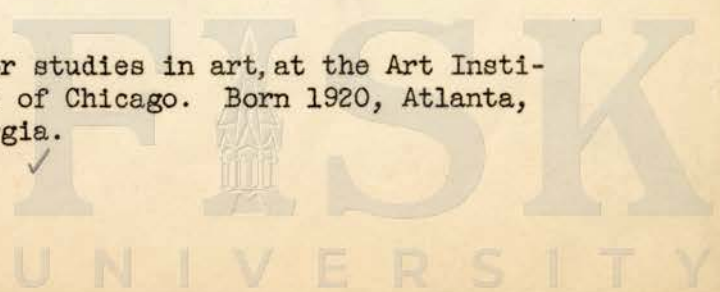 r studies in art, at the Art Insti-
of Chicago. Born 1920, Atlanta,
gia.
FISK
UNIVERSITY